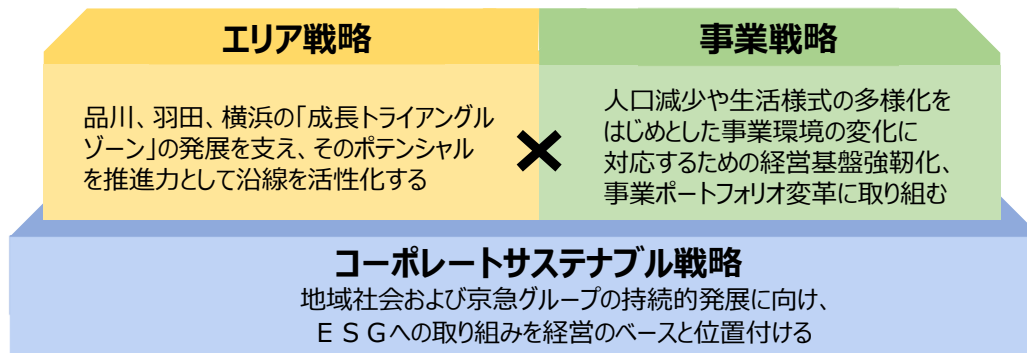 エリア戦略
品川、羽田、横浜の「成長トライアングル
ゾーン」の発展を支え、そのポテンシャル
を推進力として沿線を活性化する
×
事業戦略
人口減少や生活様式の多様化を
はじめとした事業環境の変化に
対応するための経営基盤強靭化、
事業ポートフォリオ変革に取り組む
コーポレートサステナブル戦略
地域社会および京急グループの持続的発展に向け、
ＥＳＧへの取り組みを経営のベースと位置付ける